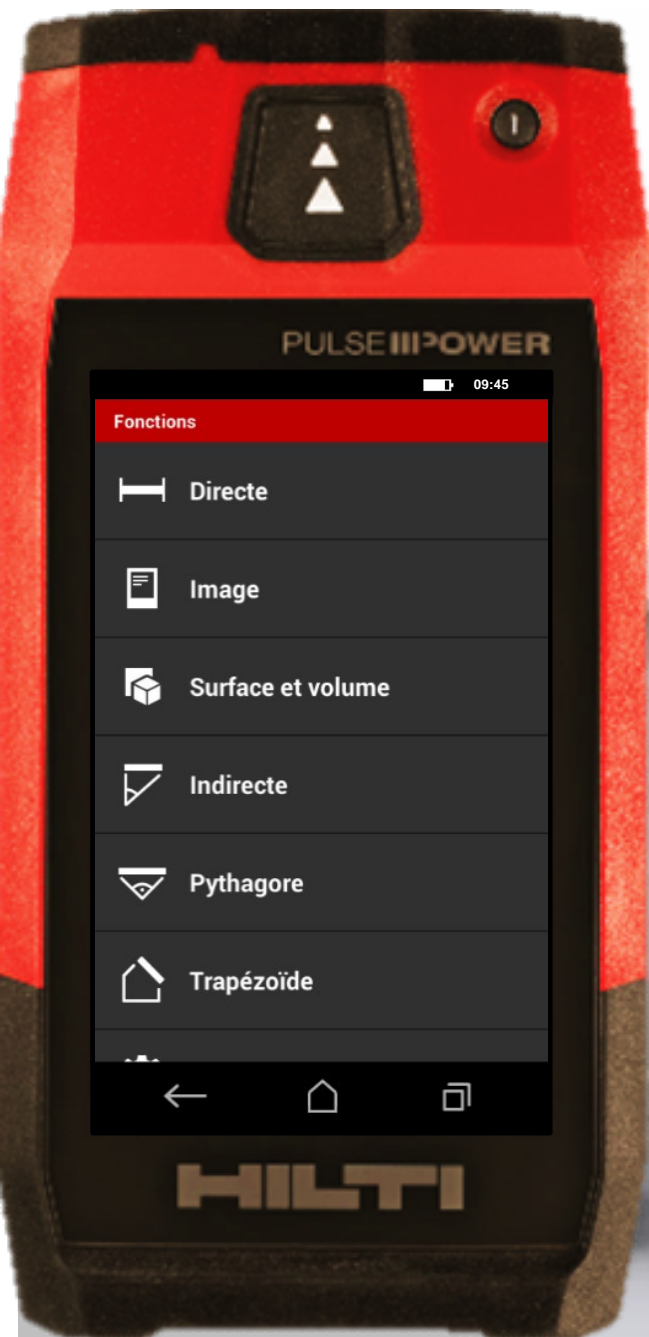 PULSE POWER
09:45
Fonctions
Directe
Image
Surface et volume
Indirecte
Pythagore
Trapézoïde
HILTI